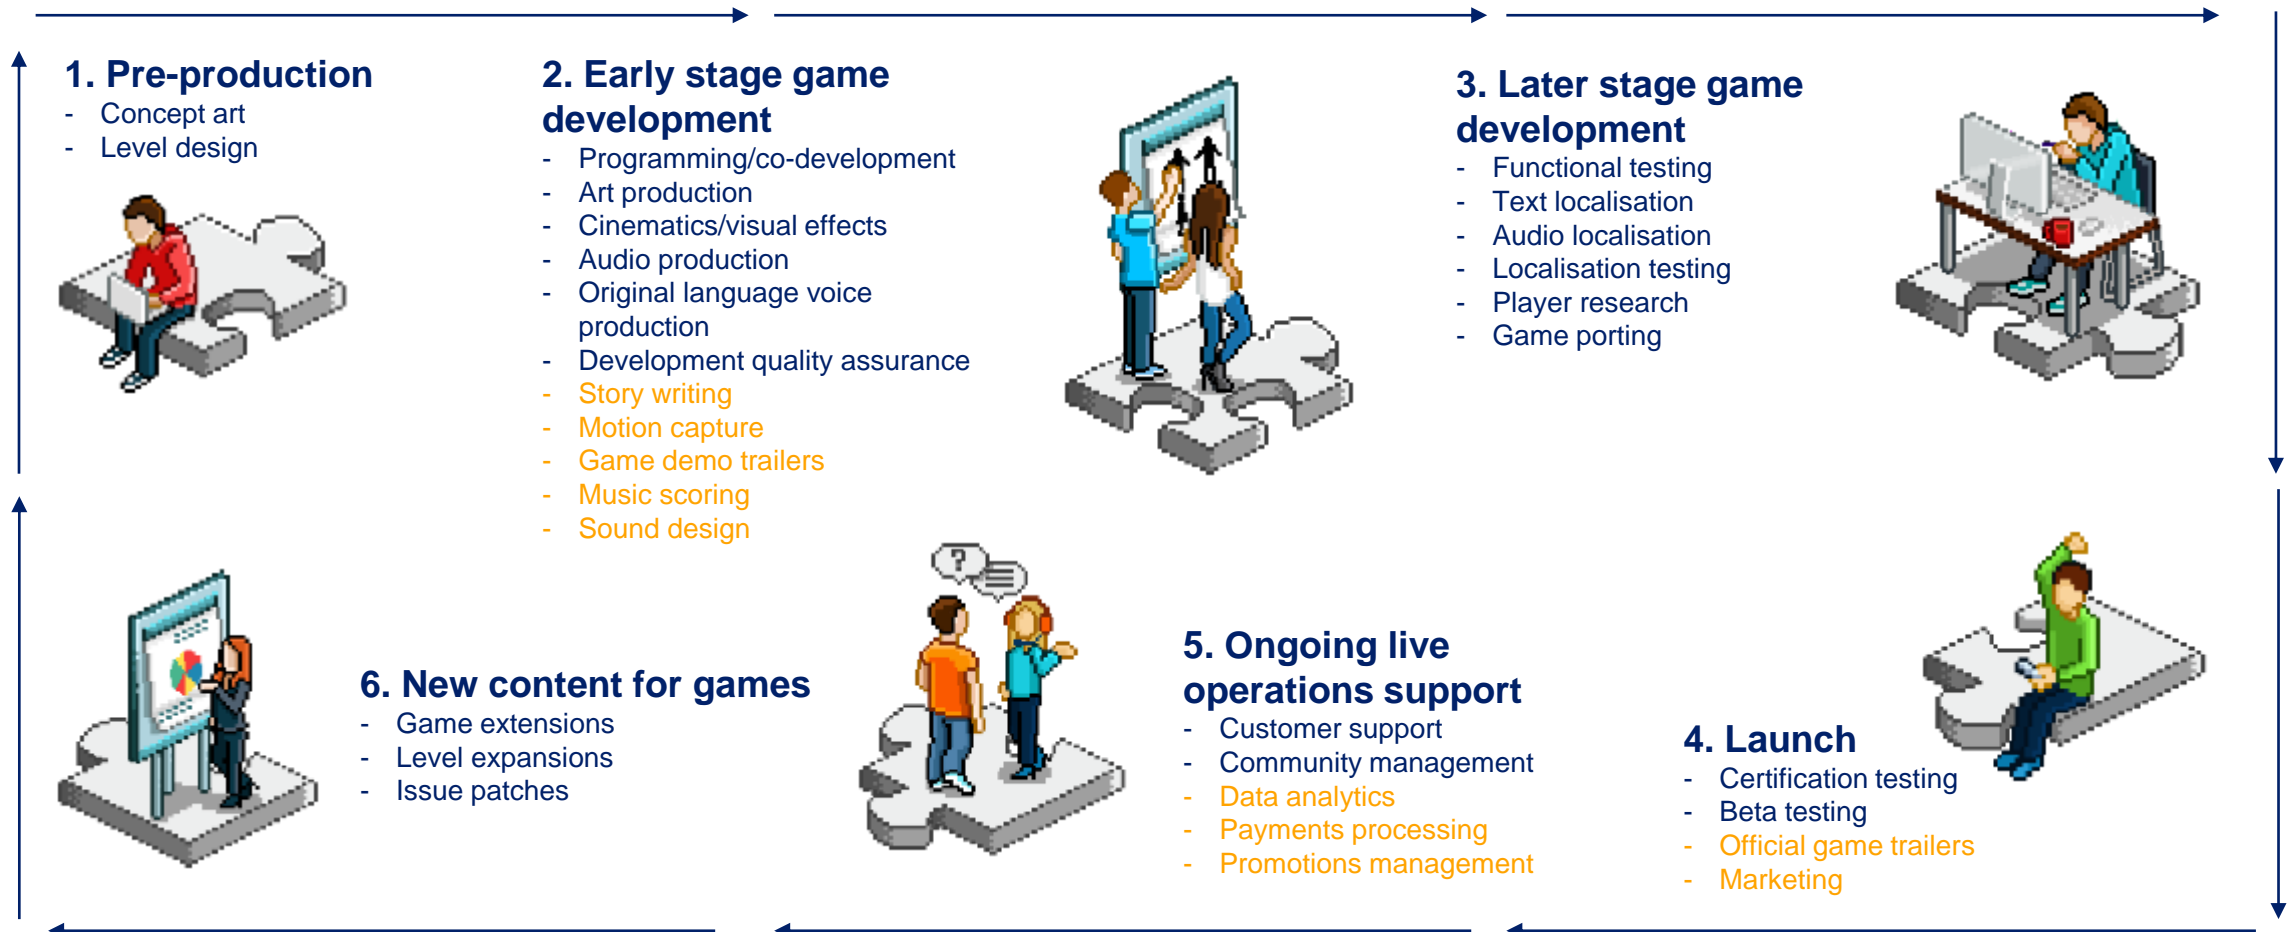 1. Pre-production
- Concept art
- Level design
2. Early stage game
development
- Programming/co-development
- Art production
- Cinematics/visual effects
- Audio production
- Original language voice
production
- Development quality assurance
- Story writing
- Motion capture
- Game demo trailers
- Music scoring
- Sound design
3. Later stage game
development
- Functional testing
- Text localisation
- Audio localisation
- Localisation testing
- Player research
- Game porting
4. Launch
- Certification testing
- Beta testing
- Official game trailers
- Marketing
?
5. Ongoing live
operations support
- Customer support
- Community management
- Data analytics
- Payments processing
- Promotions management
6. New content for games
- Game extensions
- Level expansions
- Issue patches